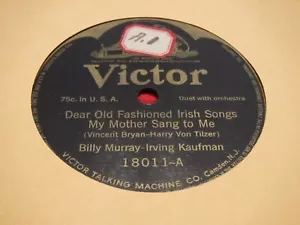 R.1
Victor
75c. In U. S. A.
Duet with orchestra
Dear Old Fashioned Irish Songs
My Mother Sang to Me
(Vincent Bryan-Harry Von Tilzer)
Billy Murray-Irving Kaufman
18011-A
VICTOR TALKING MACHINE CO. Camden, N.J.